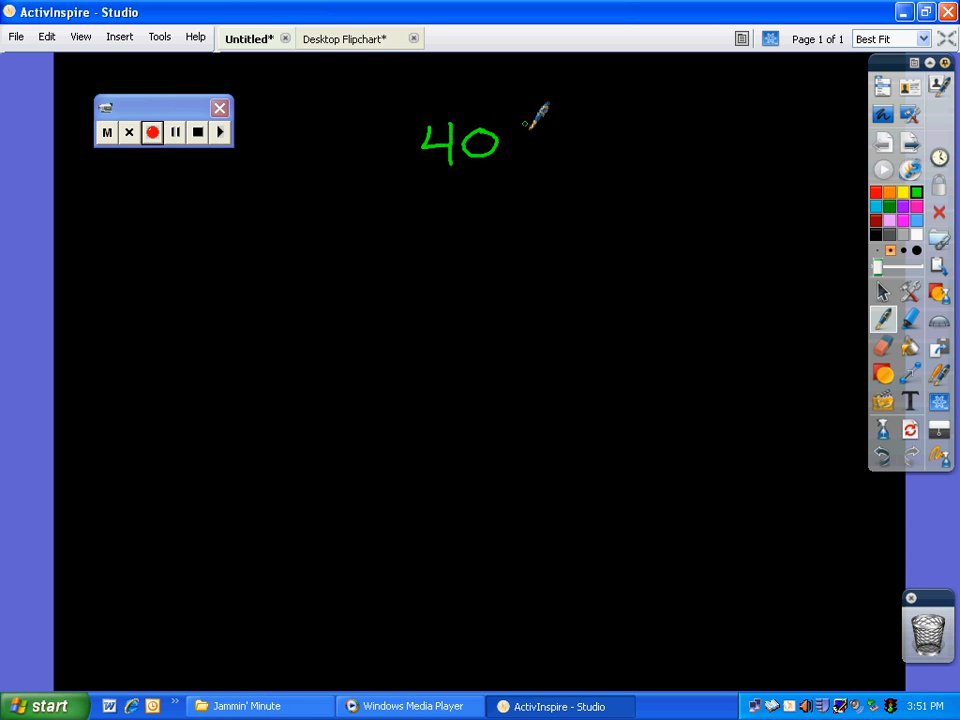 ActivInspire - Studio
File Edit View Insert Tools Help Untitled* Desktop Flipchart* Page 1 of 1 Best Fit
M
40
T
start Jammin' Minute Windows Media Player ActivInspire - Studio 3:51 PM